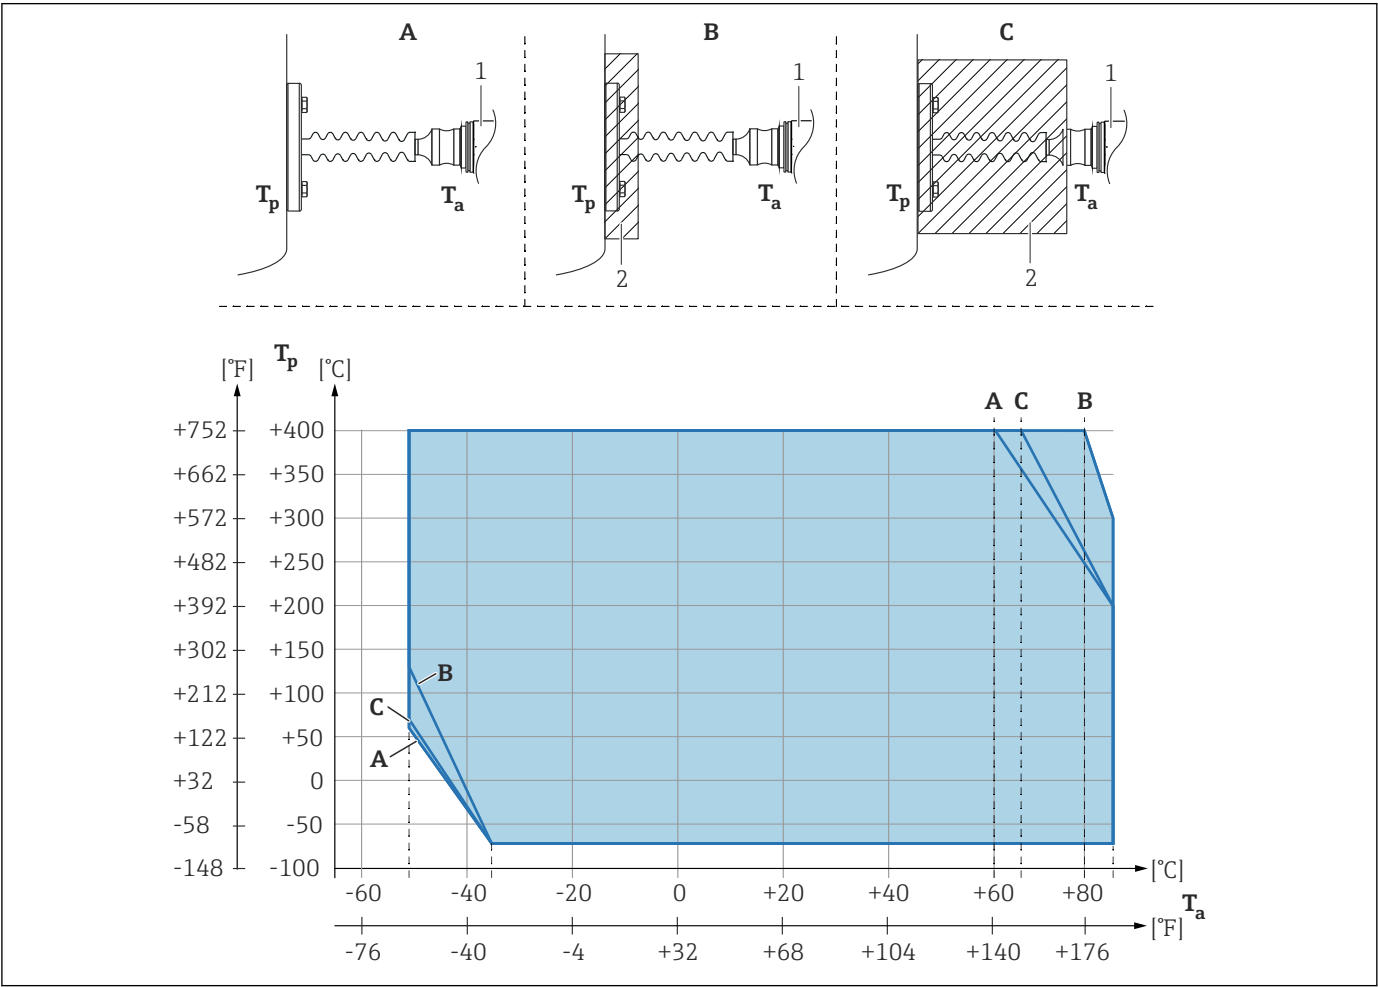 A B C
1 1 1
Tp Ta Tp Ta Tp Ta
2 2
Tp
[°F] [°C]
A C B
+752 +400
+662 +350
+572 +300
+482 +250
+392 +200
+302 +150
B
+212 +100
C
+122 +50
A
+32 0
-58 -50
-148 -100
[°C]
-60 -40 -20 0 +20 +40 +60 +80
Ta
[°F]
-76 -40 -4 +32 +68 +104 +140 +176